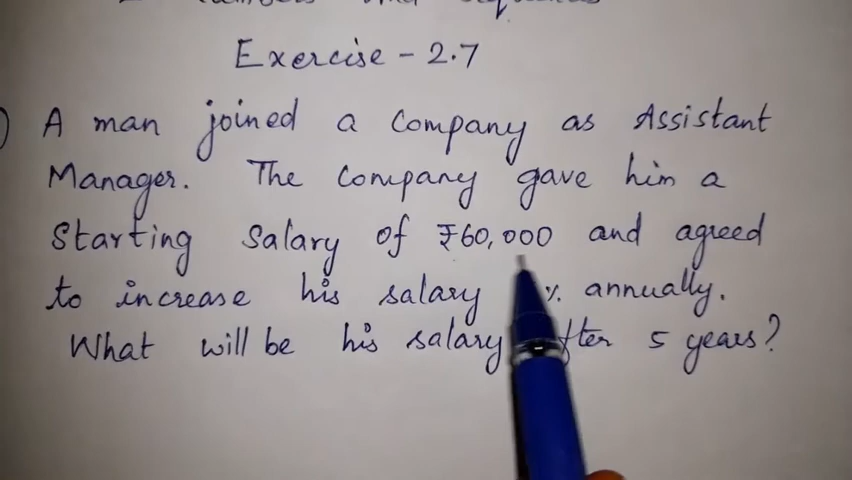 Exercise - 2.7
A man joined a Company as Assistant
Manager. The Company gave him a
Starting Salary of ₹60,000 and agreed
to increase his salary %. annually.
What will be his salary after 5 years?